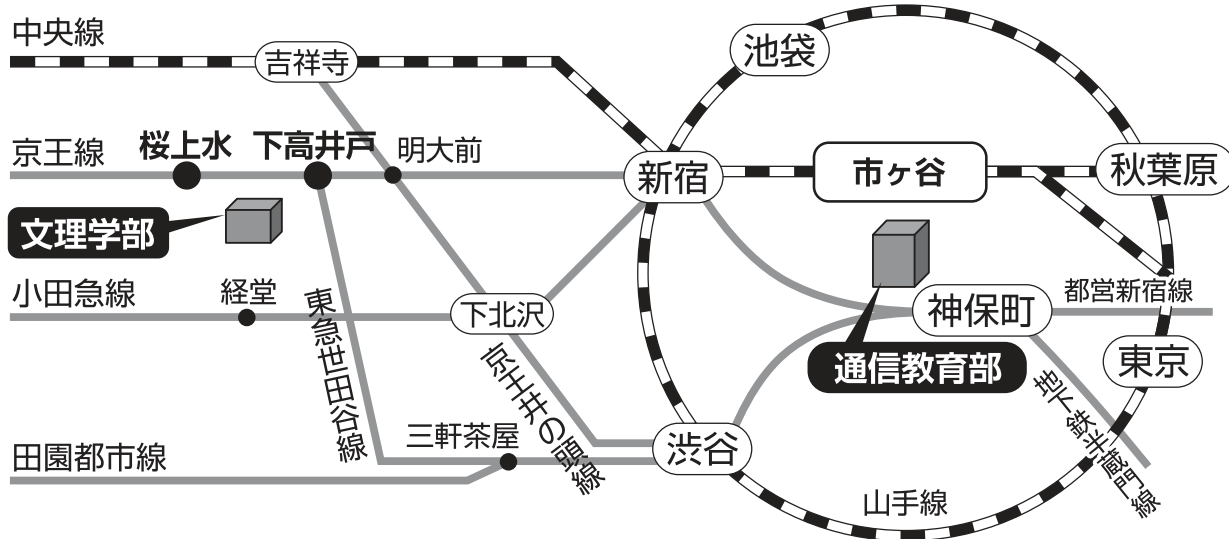 中央線
吉祥寺
池袋
京王線
桜上水
下高井戸
明大前
新宿
市ヶ谷
秋葉原
文理学部
小田急線
経堂
東急世田谷線
下北沢
京王井の頭線
神保町
都営新宿線
通信教育部
東京
地下鉄半蔵門線
田園都市線
三軒茶屋
渋谷
山手線